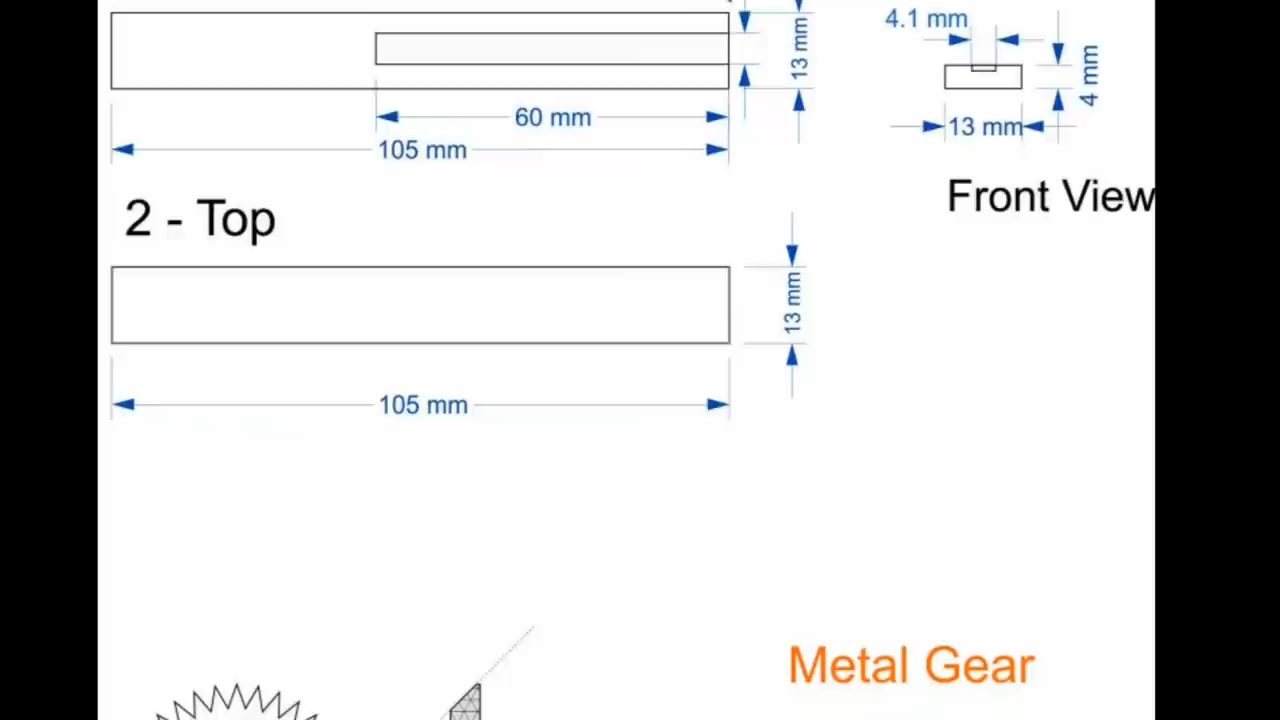 4.1 mm
13 mm
4 mm
60 mm
13 mm
105 mm
Front View
2 - Top
13 mm
105 mm
Metal Gear